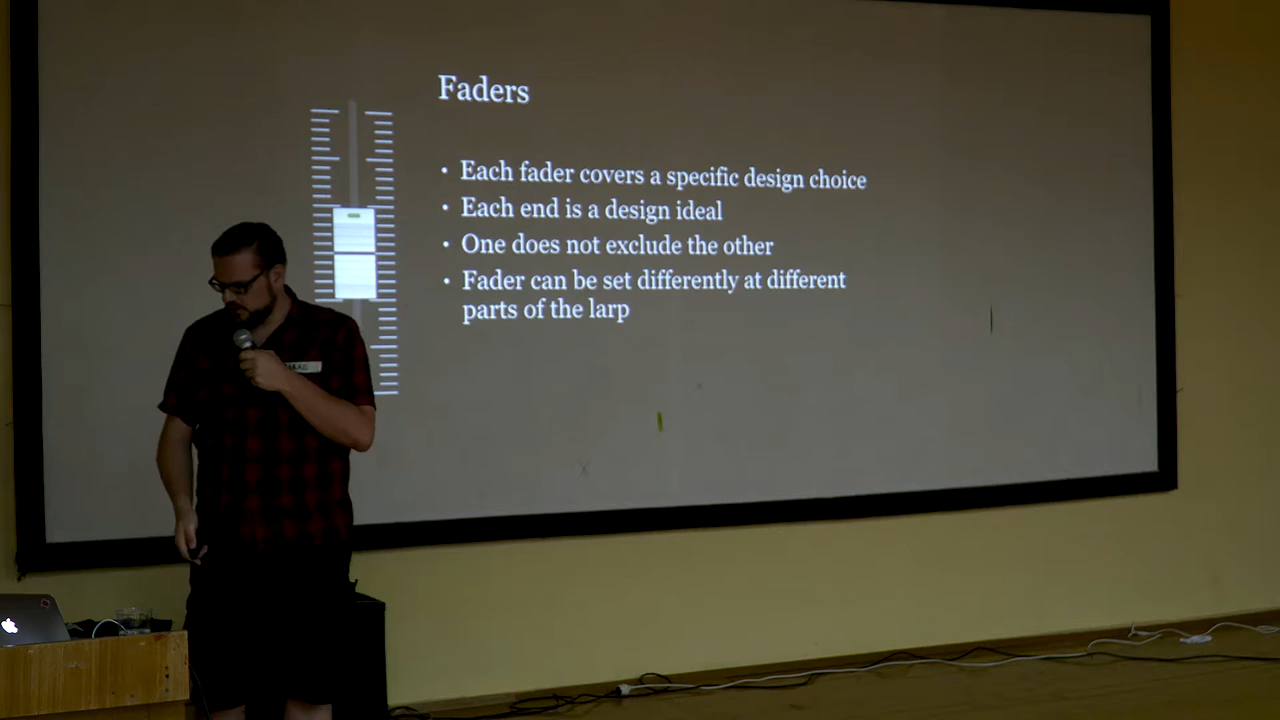 Faders
• Each fader covers a specific design choice
• Each end is a design ideal
• One does not exclude the other
• Fader can be set differently at different
parts of the larp